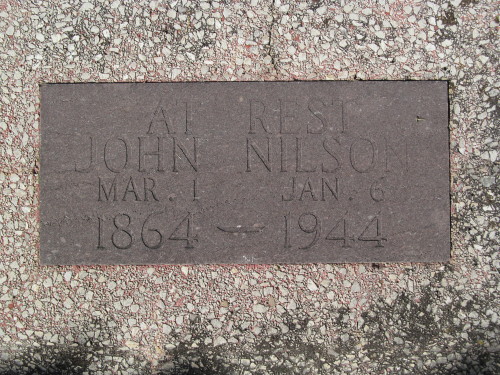 AT REST
JOHN NILSON
MAR. 1 JAN. 6
1864 — 1944